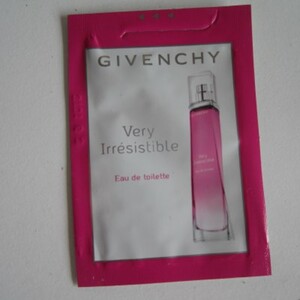 GIVENCHY
Very
Irrésistible
Eau de toilette